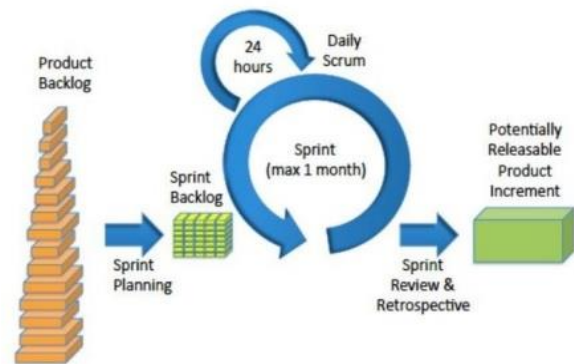 Product
Backlog
24
hours
Daily
Scrum
Sprint
(max 1 month)
Sprint
Backlog
Sprint
Planning
Potentially
Releasable
Product
Increment
Sprint
Review &
Retrospective